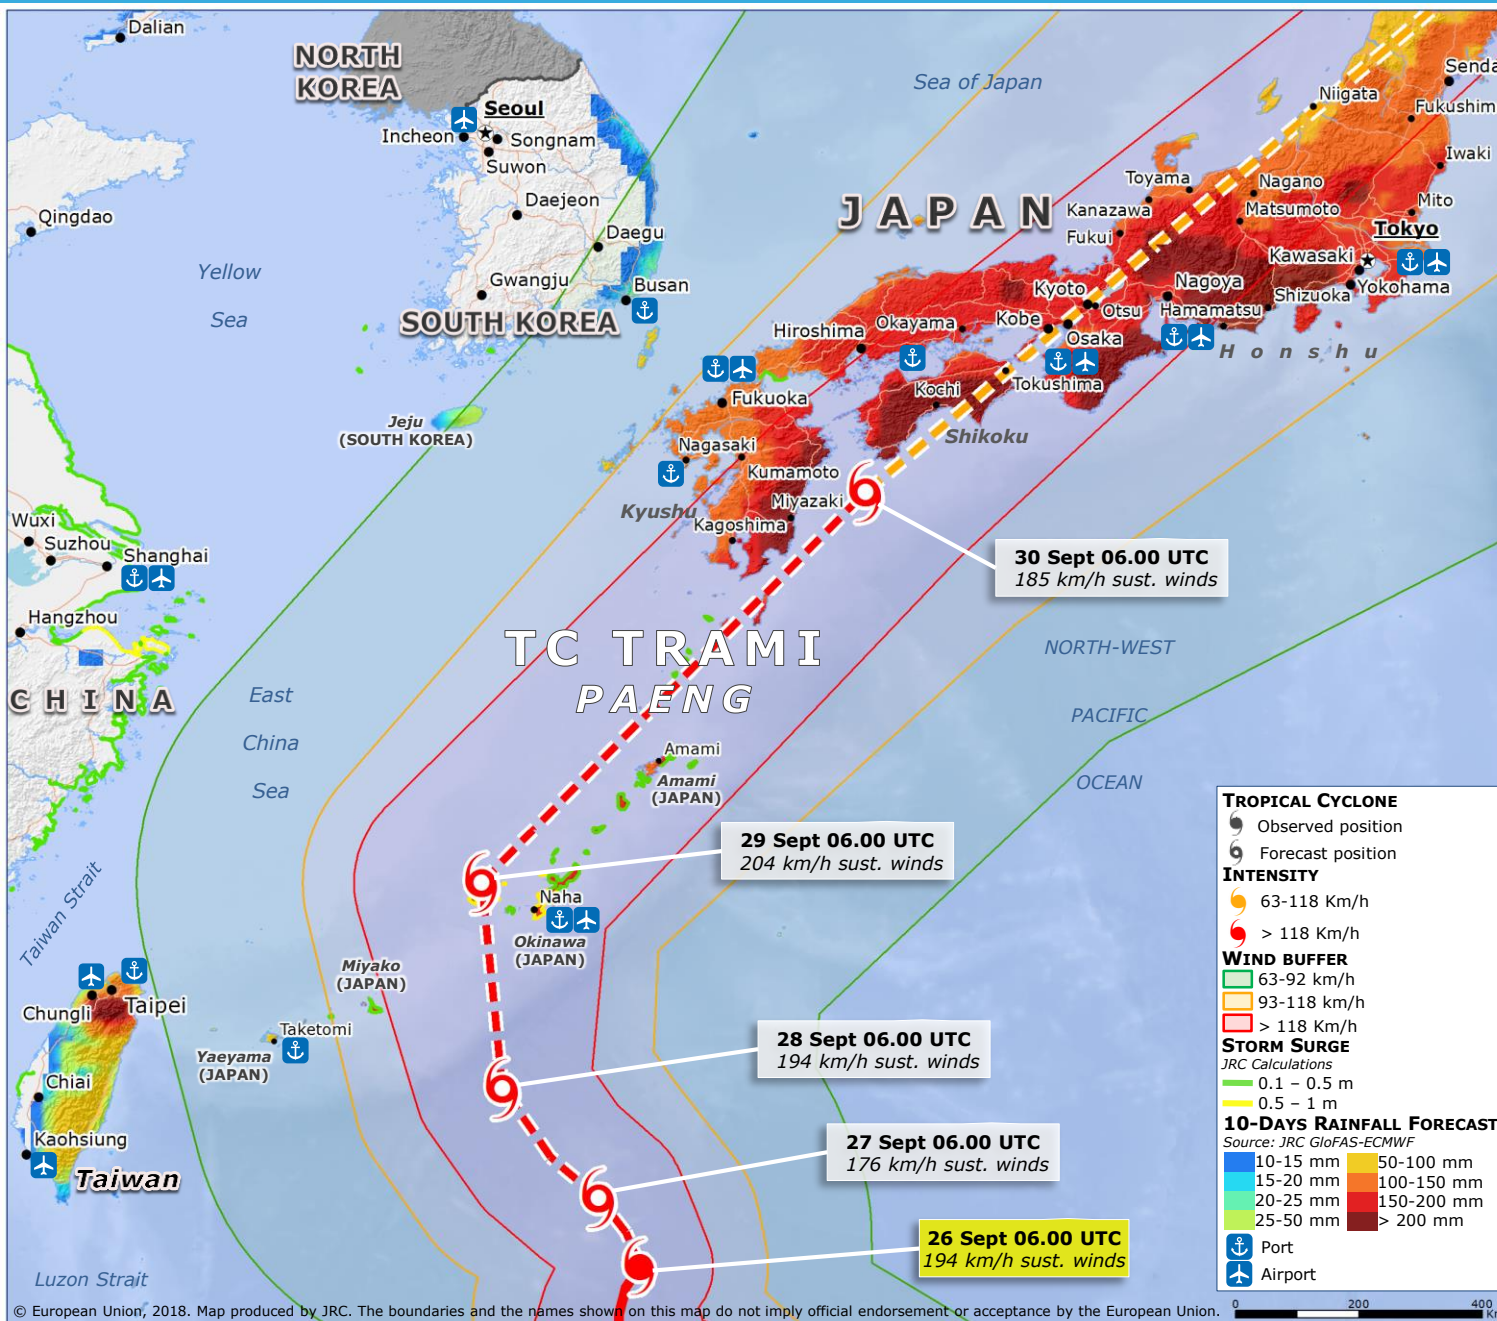 Dalian
NORTH
KOREA
Sea of Japan
Senda
Niigata
Fukushim
Seoul
Incheon
Songnam
Suwon
Iwaki
Toyama
Nagano
Daejeon
JAPAN
Kanazawa
Matsumoto
Mito
Qingdao
Fukui
Tokyo
Daegu
Kawasaki
Yellow
Sea
Gwangju
Busan
Kyoto
Nagoya
Yokohama
Otsu
Shizuoka
Hamamatsu
SOUTH KOREA
Hiroshima
Okayama
Kobe
Osaka
Honshu
Tokushima
Kochi
Fukuoka
Jeju
(SOUTH KOREA)
Shikoku
Nagasaki
Kumamoto
Miyazaki
Kyushu
Kagoshima
Wuxi
Suzhou
Shanghai
30 Sept 06.00 UTC
185 km/h sust. winds
Hangzhou
TC TRAMI
PAENG
NORTH-WEST
PACIFIC
OCEAN
CHINA
East
China
Sea
Amami
Amami
(JAPAN)
29 Sept 06.00 UTC
204 km/h sust. winds
Naha
Okinawa
(JAPAN)
Taiwan Strait
Miyako
(JAPAN)
Chungli
Taipei
Taketomi
Yaeyama
(JAPAN)
28 Sept 06.00 UTC
194 km/h sust. winds
Chiai
Kaohsiung
Taiwan
27 Sept 06.00 UTC
176 km/h sust. winds
26 Sept 06.00 UTC
194 km/h sust. winds
Luzon Strait
TROPICAL CYCLONE
Observed position
Forecast position
INTENSITY
63-118 Km/h
> 118 Km/h
WIND BUFFER
63-92 km/h
93-118 km/h
> 118 Km/h
STORM SURGE
JRC Calculations
0.1 – 0.5 m
0.5 – 1 m
10-DAYS RAINFALL FORECAST
Source: JRC GloFAS-ECMWF
10-15 mm 50-100 mm
15-20 mm 100-150 mm
20-25 mm 150-200 mm
25-50 mm > 200 mm
Port
Airport
© European Union, 2018. Map produced by JRC. The boundaries and the names shown on this map do not imply official endorsement or acceptance by the European Union.
0 200 400
Km